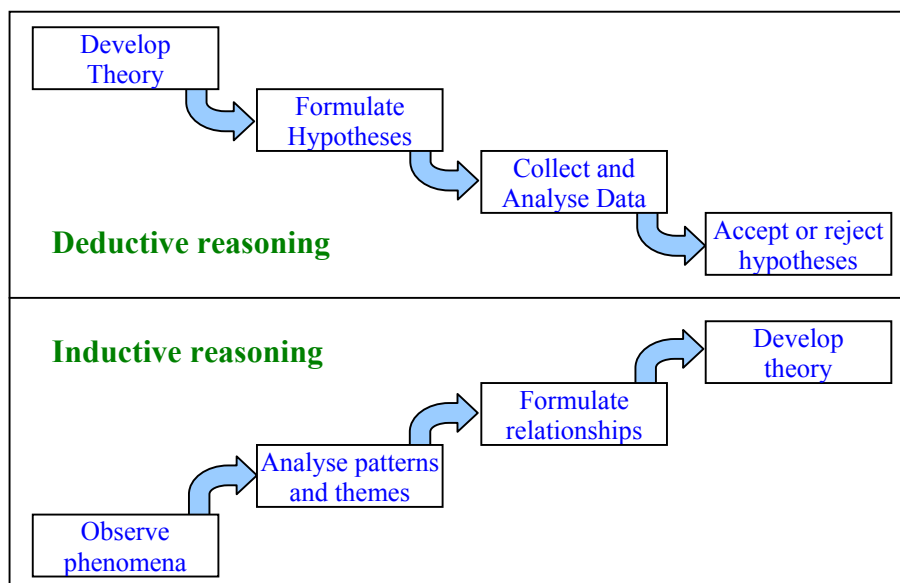 Develop
Theory
Formulate
Hypotheses
Collect and
Analyse Data
Accept or reject
hypotheses
Deductive reasoning
Inductive reasoning
Develop
theory
Formulate
relationships
Analyse patterns
and themes
Observe
phenomena